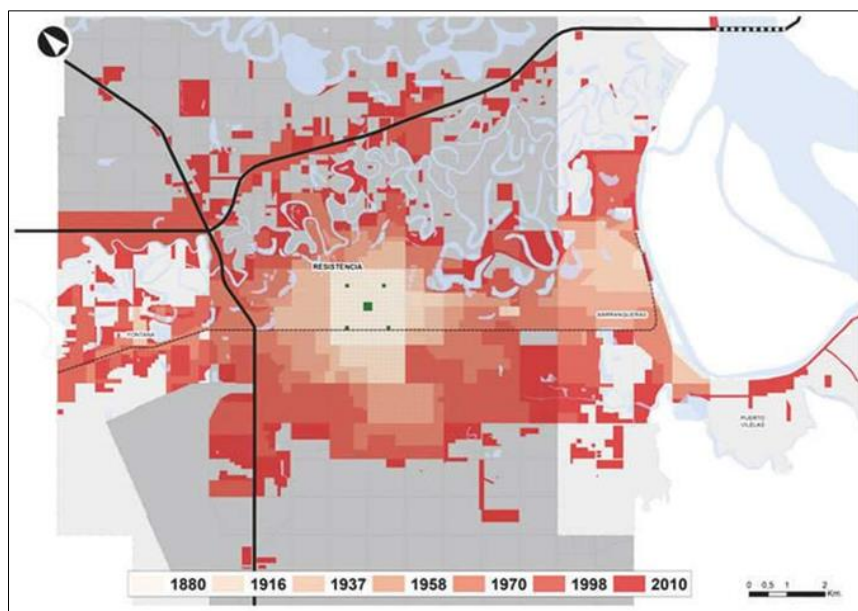 RESISTENCIA
FONTANA
BARRANQUERAS
PUERTO
VILELAS
1880 1916 1937 1958 1970 1998 2010
0 0,5 1 2
Km.